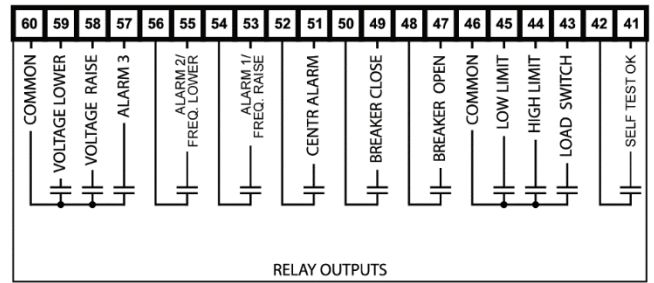 60 59 58 57 56 55 54 53 52 51 50 49 48 47 46 45 44 43 42 41
COMMON
VOLTAGE LOWER
VOLTAGE RAISE
ALARM 3
ALARM 2/
FREQ. LOWER
ALARM 1/
FREQ. RAISE
CENTR ALARM
BREAKER CLOSE
BREAKER OPEN
COMMON
LOW LIMIT
HIGH LIMIT
LOAD SWITCH
SELF TEST OK
RELAY OUTPUTS